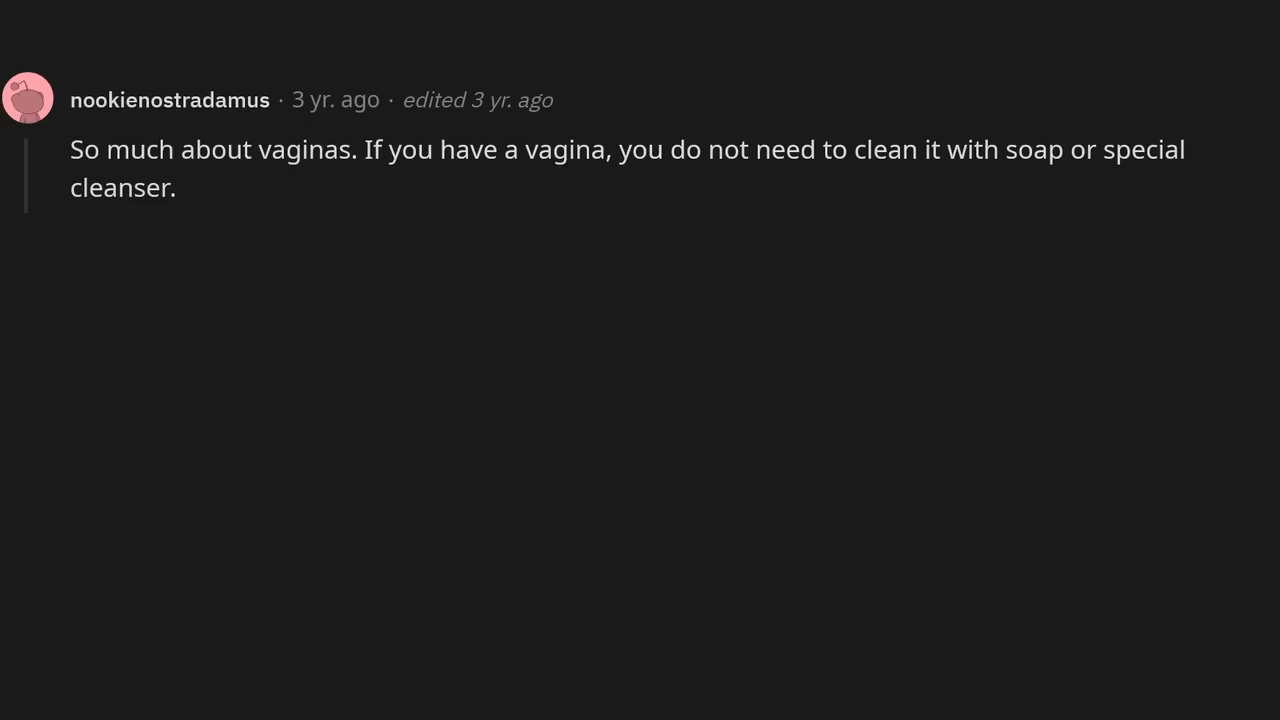 nookienostradamus · 3 yr. ago · edited 3 yr. ago
So much about vaginas. If you have a vagina, you do not need to clean it with soap or special
cleanser.